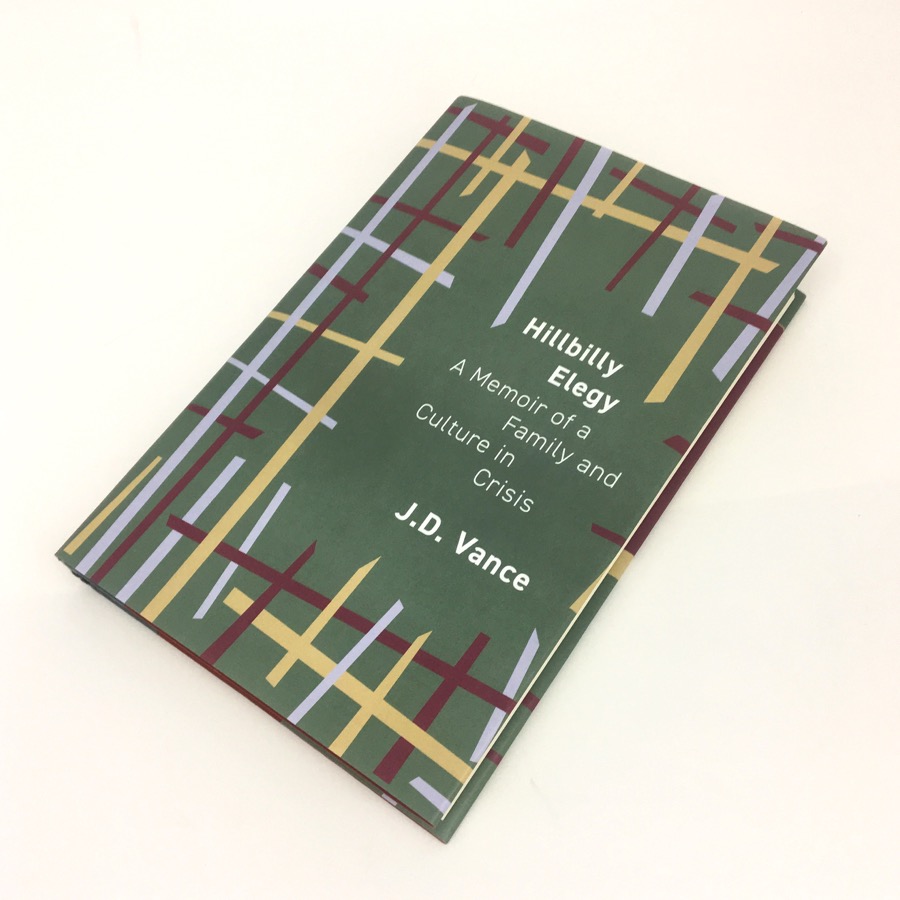 Hillbilly
Elegy
A Memoir of a
Family and
Culture in
Crisis
J.D. Vance